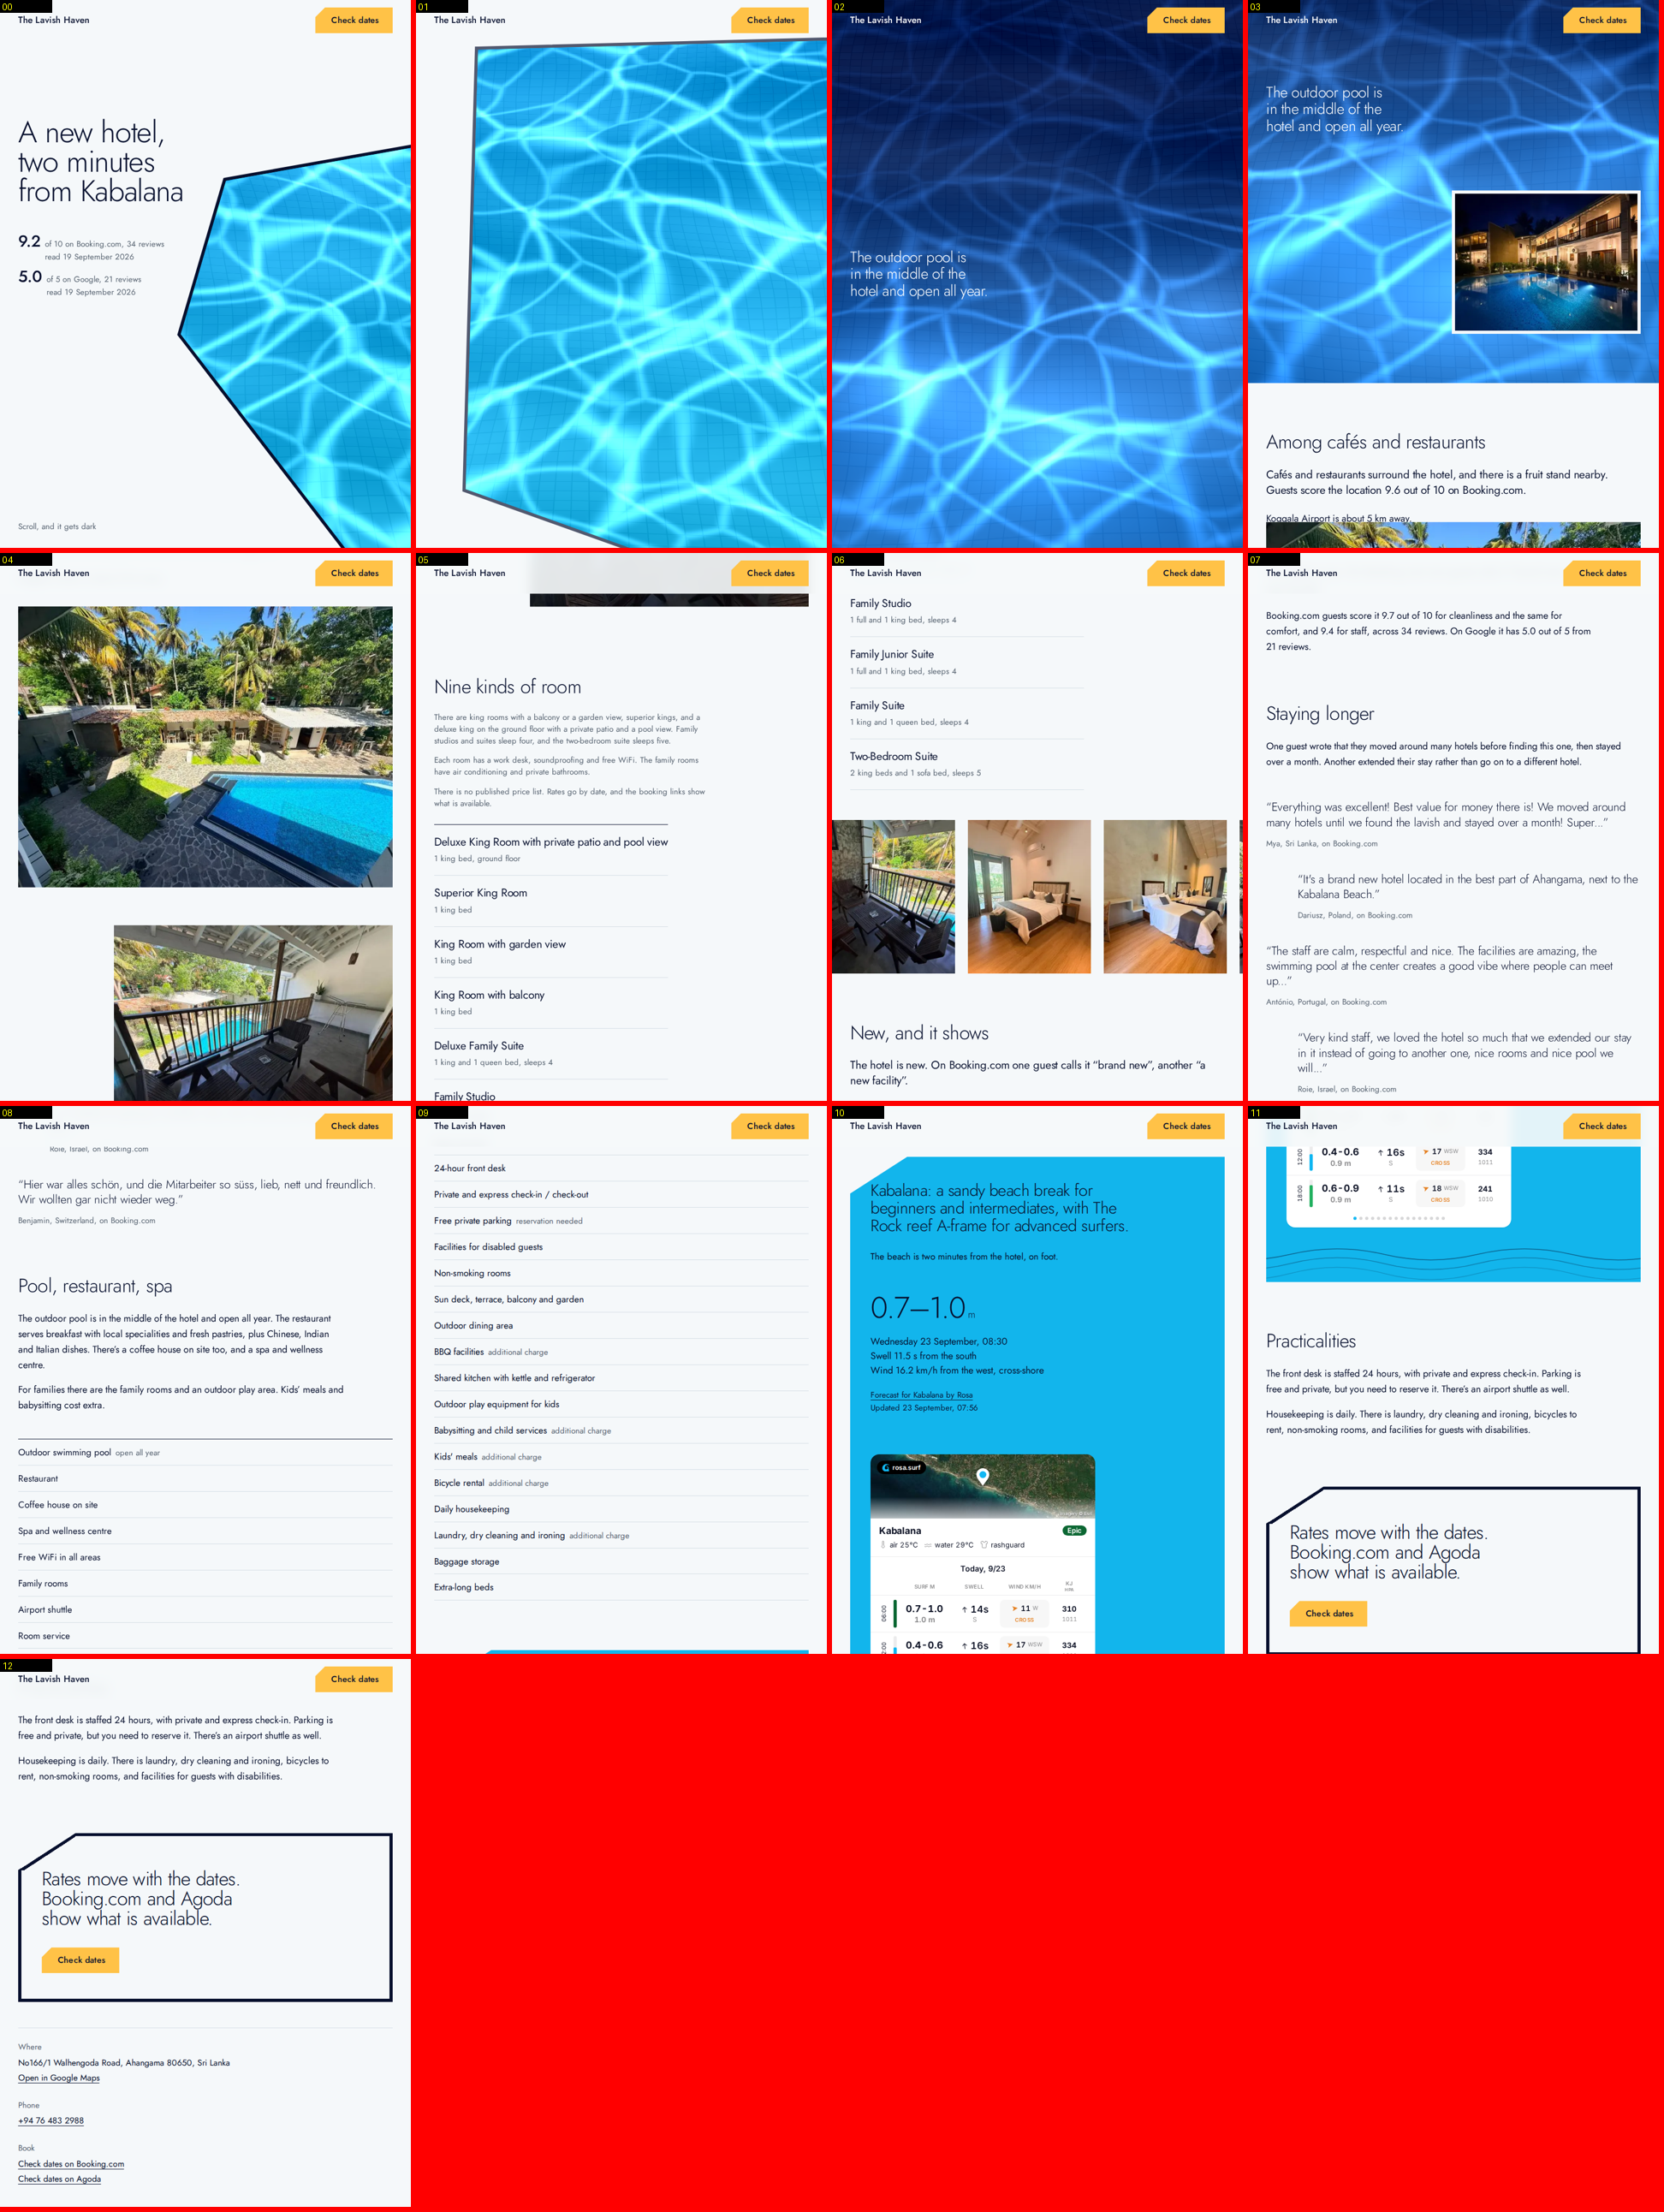 00
The Lavish Haven
Check dates
A new hotel,
two minutes
from Kabalana
9.2 of 10 on Booking.com, 34 reviews
read 19 September 2026
5.0 of 5 on Google, 21 reviews
read 19 September 2026
Scroll, and it gets dark
01
The Lavish Haven
Check dates
02
The Lavish Haven
Check dates
The outdoor pool is
in the middle of the
hotel and open all year.
03
The Lavish Haven
Check dates
The outdoor pool is
in the middle of the
hotel and open all year.
Among cafés and restaurants
Cafés and restaurants surround the hotel, and there is a fruit stand nearby.
Guests score the location 9.6 out of 10 on Booking.com.
Koggala Airport is about 5 km away.
04
The Lavish Haven
Check dates
05
The Lavish Haven
Check dates
Nine kinds of room
There are king rooms with a balcony or a garden view, superior kings, and a
deluxe king on the ground floor with a private patio and a pool view. Family
studios and suites sleep four, and the two-bedroom suite sleeps five.
Each room has a work desk, soundproofing and free WiFi. The family rooms
have air conditioning and private bathrooms.
There is no published price list. Rates go by date, and the booking links show
what is available.
Deluxe King Room with private patio and pool view
1 king bed, ground floor
Superior King Room
1 king bed
King Room with garden view
1 king bed
King Room with balcony
1 king bed
Deluxe Family Suite
1 king and 1 queen bed, sleeps 4
Family Studio
06
The Lavish Haven
Check dates
Family Studio
1 full and 1 king bed, sleeps 4
Family Junior Suite
1 full and 1 king bed, sleeps 4
Family Suite
1 king and 1 queen bed, sleeps 4
Two-Bedroom Suite
2 king beds and 1 sofa bed, sleeps 5
New, and it shows
The hotel is new. On Booking.com one guest calls it “brand new”, another “a
new facility”.
07
The Lavish Haven
Check dates
Booking.com guests score it 9.7 out of 10 for cleanliness and the same for
comfort, and 9.4 for staff, across 34 reviews. On Google it has 5.0 out of 5 from
21 reviews.
Staying longer
One guest wrote that they moved around many hotels before finding this one, then stayed
over a month. Another extended their stay rather than go on to a different hotel.
“Everything was excellent! Best value for money there is! We moved around
many hotels until we found the lavish and stayed over a month! Super...”
Mya, Sri Lanka, on Booking.com
“It's a brand new hotel located in the best part of Ahangama, next to the
Kabalana Beach.”
Dariusz, Poland, on Booking.com
“The staff are calm, respectful and nice. The facilities are amazing, the
swimming pool at the center creates a good vibe where people can meet
up...”
António, Portugal, on Booking.com
“Very kind staff, we loved the hotel so much that we extended our stay
in it instead of going to another one, nice rooms and nice pool we
will...”
Roie, Israel, on Booking.com
08
The Lavish Haven
Check dates
Roie, Israel, on Booking.com
“Hier war alles schön, und die Mitarbeiter so süss, lieb, nett und freundlich.
Wir wollten gar nicht wieder weg.”
Benjamin, Switzerland, on Booking.com
Pool, restaurant, spa
The outdoor pool is in the middle of the hotel and open all year. The restaurant
serves breakfast with local specialities and fresh pastries, plus Chinese, Indian
and Italian dishes. There's a coffee house on site too, and a spa and wellness
centre.
For families there are the family rooms and an outdoor play area. Kids' meals and
babysitting cost extra.
Outdoor swimming pool open all year
Restaurant
Coffee house on site
Spa and wellness centre
Free WiFi in all areas
Family rooms
Airport shuttle
Room service
09
The Lavish Haven
Check dates
24-hour front desk
Private and express check-in / check-out
Free private parking reservation needed
Facilities for disabled guests
Non-smoking rooms
Sun deck, terrace, balcony and garden
Outdoor dining area
BBQ facilities additional charge
Shared kitchen with kettle and refrigerator
Outdoor play equipment for kids
Babysitting and child services additional charge
Kids' meals additional charge
Bicycle rental additional charge
Daily housekeeping
Laundry, dry cleaning and ironing additional charge
Baggage storage
Extra-long beds
10
The Lavish Haven
Check dates
Kabalana: a sandy beach break for
beginners and intermediates, with The
Rock reef A-frame for advanced surfers.
The beach is two minutes from the hotel, on foot.
0.7–1.0 m
Wednesday 23 September, 08:30
Swell 11.5 s from the south
Wind 16.2 km/h from the west, cross-shore
Forecast for Kabalana by Rosa
Updated 23 September, 07:56
rosa.surf
Kabalana
Epic
air 25°C water 29°C rashguard
Today, 9/23
SURF M SWELL WIND KM/H KJ
06:00 0.7-1.0 ↑ 14s 11 W 310
1.0 m S CROSS 1011
12:00 0.4-0.6 ↑ 16s 17 WSW 334
11
The Lavish Haven
Check dates
12:00 0.4-0.6 ↑ 16s 17 WSW 334
0.9 m S CROSS 1011
18:00 0.6-0.9 ↑ 11s 18 WSW 241
0.9 m S CROSS 1010
Practicalities
The front desk is staffed 24 hours, with private and express check-in. Parking is
free and private, but you need to reserve it. There's an airport shuttle as well.
Housekeeping is daily. There is laundry, dry cleaning and ironing, bicycles to
rent, non-smoking rooms, and facilities for guests with disabilities.
Rates move with the dates.
Booking.com and Agoda
show what is available.
Check dates
12
The Lavish Haven
Check dates
The front desk is staffed 24 hours, with private and express check-in. Parking is
free and private, but you need to reserve it. There's an airport shuttle as well.
Housekeeping is daily. There is laundry, dry cleaning and ironing, bicycles to
rent, non-smoking rooms, and facilities for guests with disabilities.
Rates move with the dates.
Booking.com and Agoda
show what is available.
Check dates
Where
No166/1 Walhengoda Road, Ahangama 80650, Sri Lanka
Open in Google Maps
Phone
+94 76 483 2988
Book
Check dates on Booking.com
Check dates on Agoda